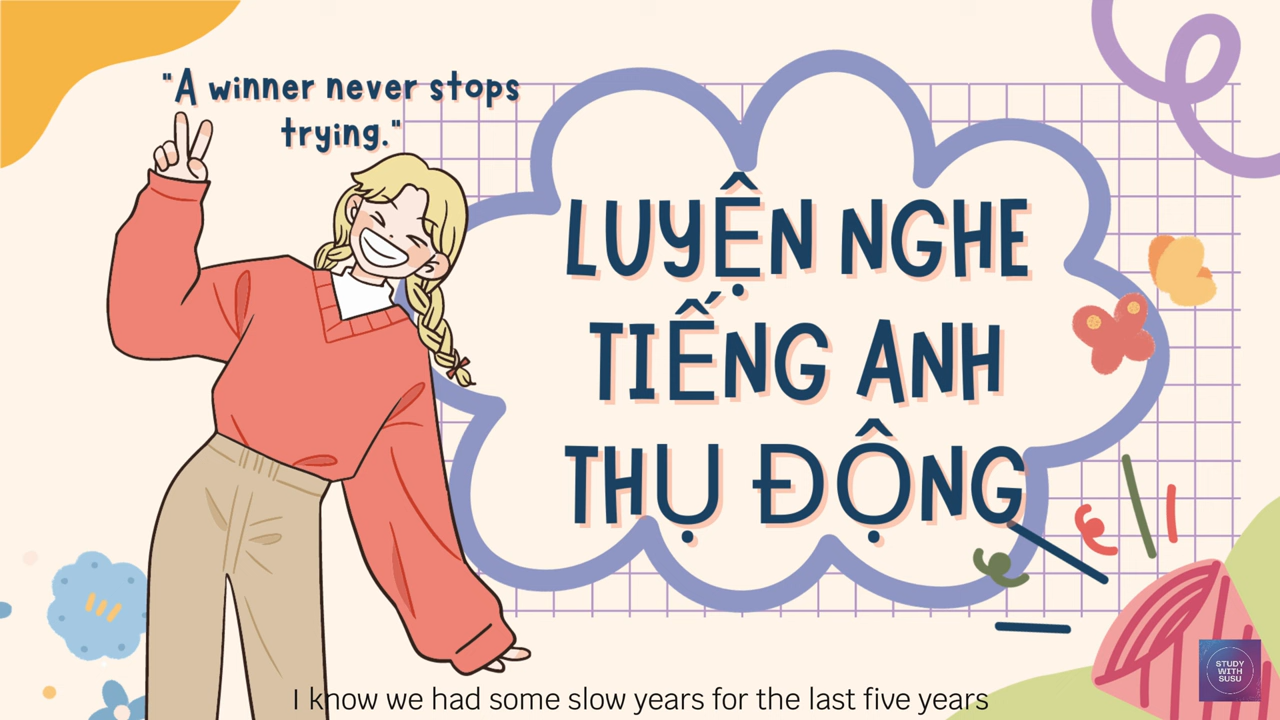 "A winner never stops
trying."
LUYỆN NGHE
TIẾNG ANH
THỤ ĐỘNG
STUDY
WITH
SUSU
I know we had some slow years for the last five years